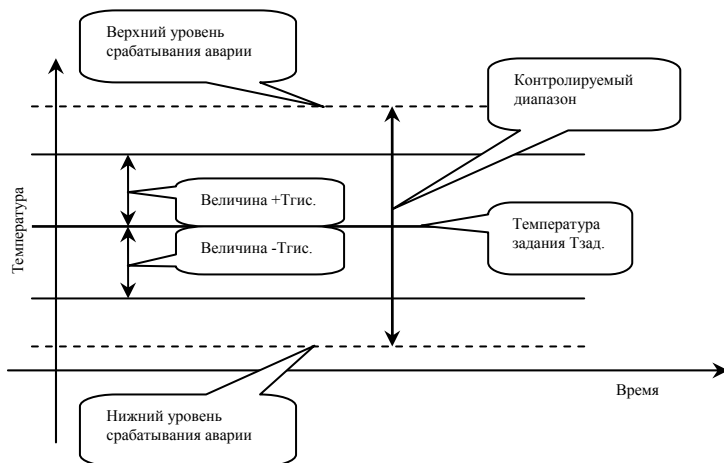 Верхний уровень
срабатывания аварии
Контролируемый
диапазон
Температура
Величина +Тгис.
Температура
задания Тзад.
Величина -Тгис.
Время
Нижний уровень
срабатывания аварии